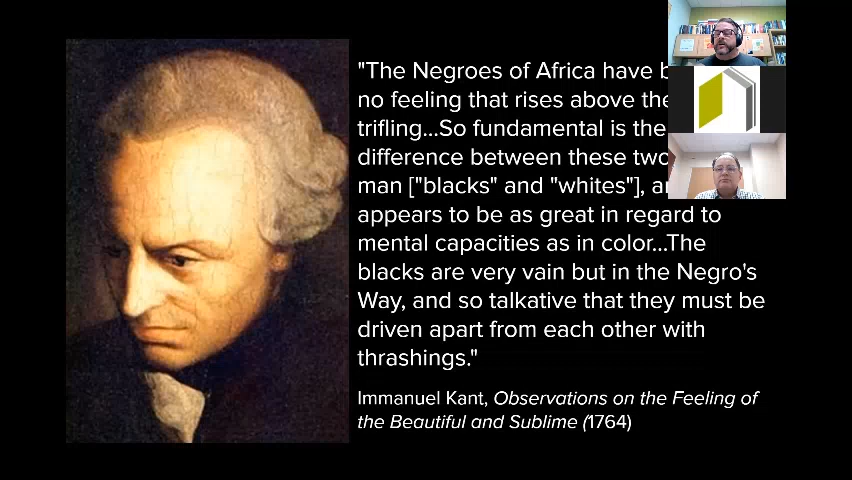 "The Negroes of Africa have
no feeling that rises above the
trifling...So fundamental is the
difference between these two
man ["blacks" and "whites"],
appears to be as great in regard to
mental capacities as in color...The
blacks are very vain but in the Negro's
Way, and so talkative that they must be
driven apart from each other with
thrashings."
Immanuel Kant, Observations on the Feeling of
the Beautiful and Sublime (1764)